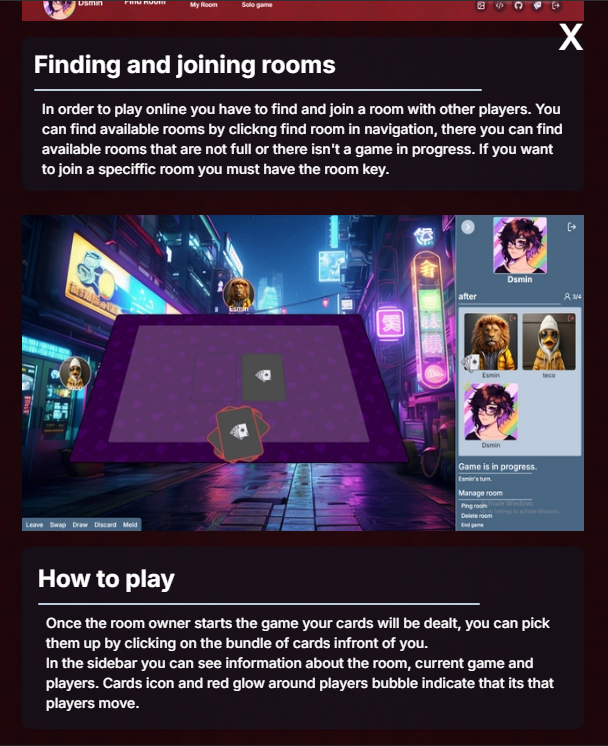 Dsmin
Find Room
My Room
Solo game
X
Finding and joining rooms
In order to play online you have to find and join a room with other players. You
can find available rooms by clickng find room in navigation, there you can find
available rooms that are not full or there isn't a game in progress. If you want
to join a speciffic room you must have the room key.
Dsmin
after
3/4
Esmin
teco
Esmin
teco
Dsmin
Game is in progress.
Esmin's turn.
Manage room
Activate Windows
Ping room
Delete room
End game
Leave Swap Draw Discard Meld
How to play
Once the room owner starts the game your cards will be dealt, you can pick
them up by clicking on the bundle of cards infront of you.
In the sidebar you can see information about the room, current game and
players. Cards icon and red glow around players bubble indicate that its that
players move.